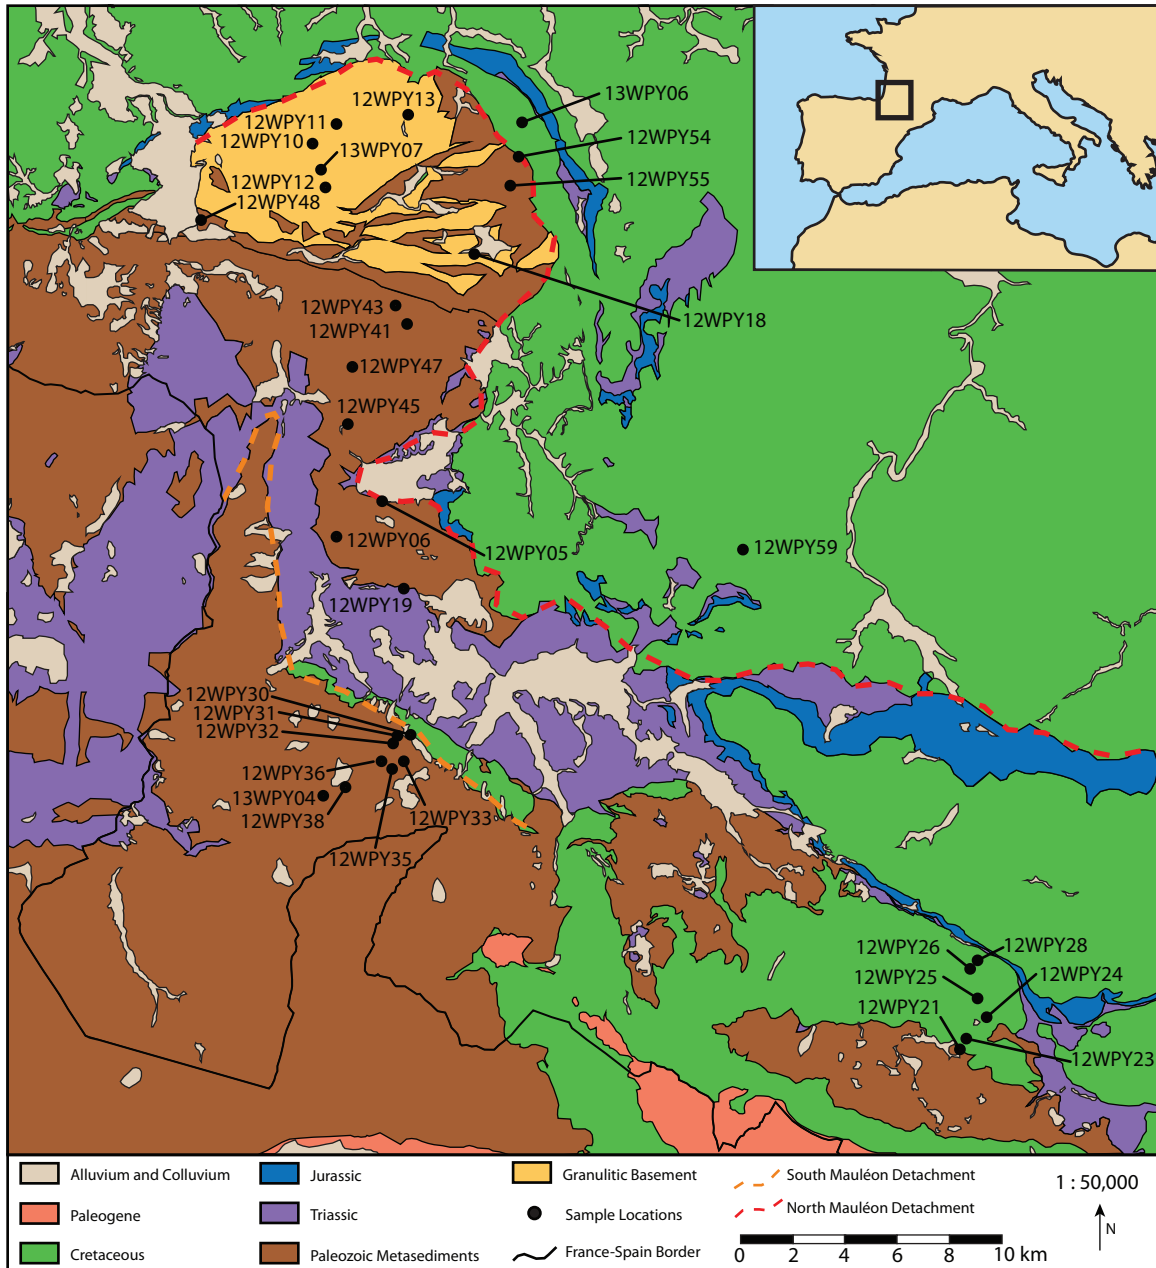 12WPY13
13WPY06
12WPY11
12WPY10
12WPY54
13WPY07
12WPY12
12WPY55
12WPY48
12WPY43
12WPY18
12WPY41
12WPY47
12WPY45
12WPY06
12WPY05
12WPY59
12WPY19
12WPY30
12WPY31
12WPY32
12WPY36
13WPY04
12WPY33
12WPY38
12WPY35
12WPY26
12WPY28
12WPY25
12WPY24
12WPY21
12WPY23
Alluvium and Colluvium
Jurassic
Granulitic Basement
South Mauléon Detachment
1 : 50,000
Paleogene
Triassic
Sample Locations
North Mauléon Detachment
N
Cretaceous
Paleozoic Metasediments
France-Spain Border
0 2 4 6 8 10 km